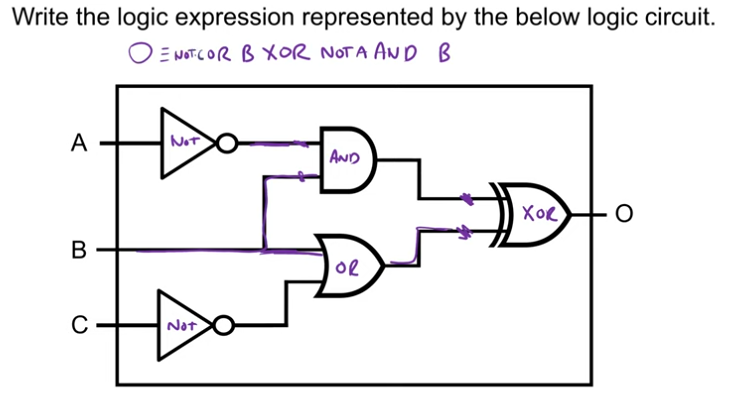 Write the logic expression represented by the below logic circuit.
O ≡ NOT C OR B XOR NOT A AND B
A
NOT
AND
XOR
O
B
OR
C
NOT